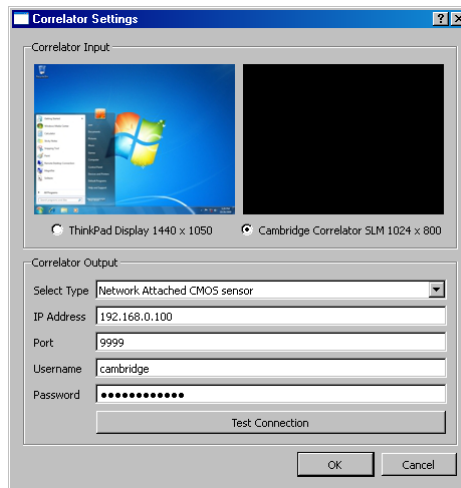 Correlator Settings
Correlator Input
ThinkPad Display 1440 x 1050
Cambridge Correlator SLM 1024 x 800
Correlator Output
Select Type
Network Attached CMOS sensor
IP Address
192.168.0.100
Port
9999
Username
cambridge
Password
●●●●●●●●●●●●
Test Connection
OK
Cancel